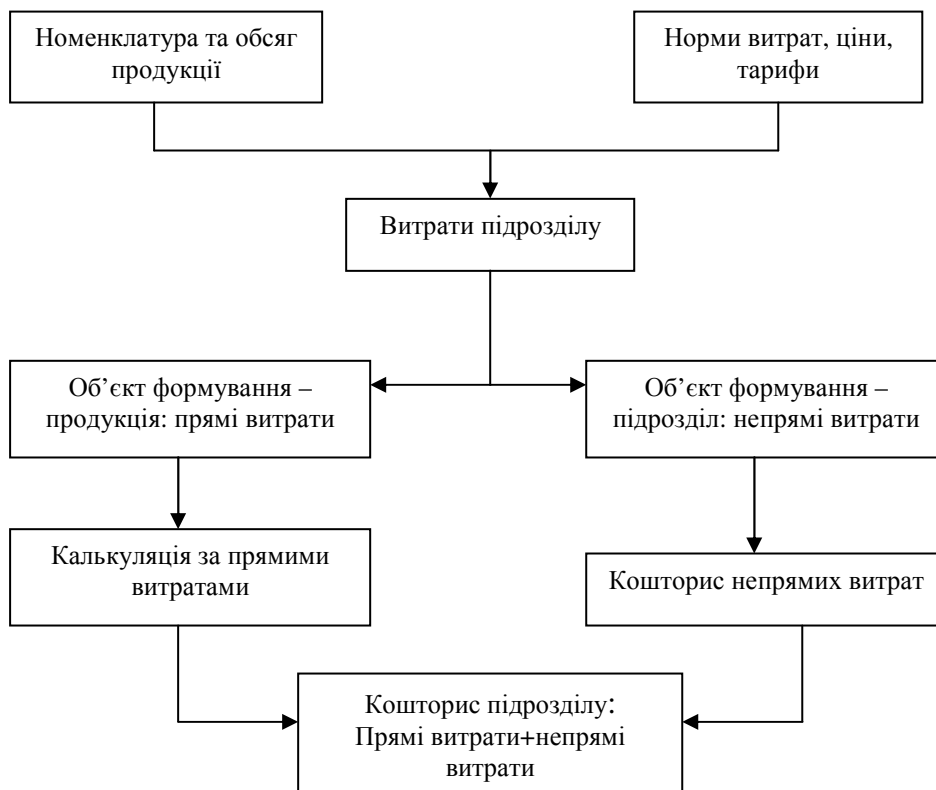 Номенклатура та обсяг
продукції
Норми витрат, ціни,
тарифи
Витрати підрозділу
Об’єкт формування –
продукція: прямі витрати
Об’єкт формування –
підрозділ: непрямі витрати
Калькуляція за прямими
витратами
Кошторис непрямих витрат
Кошторис підрозділу:
Прямі витрати+непрямі
витрати